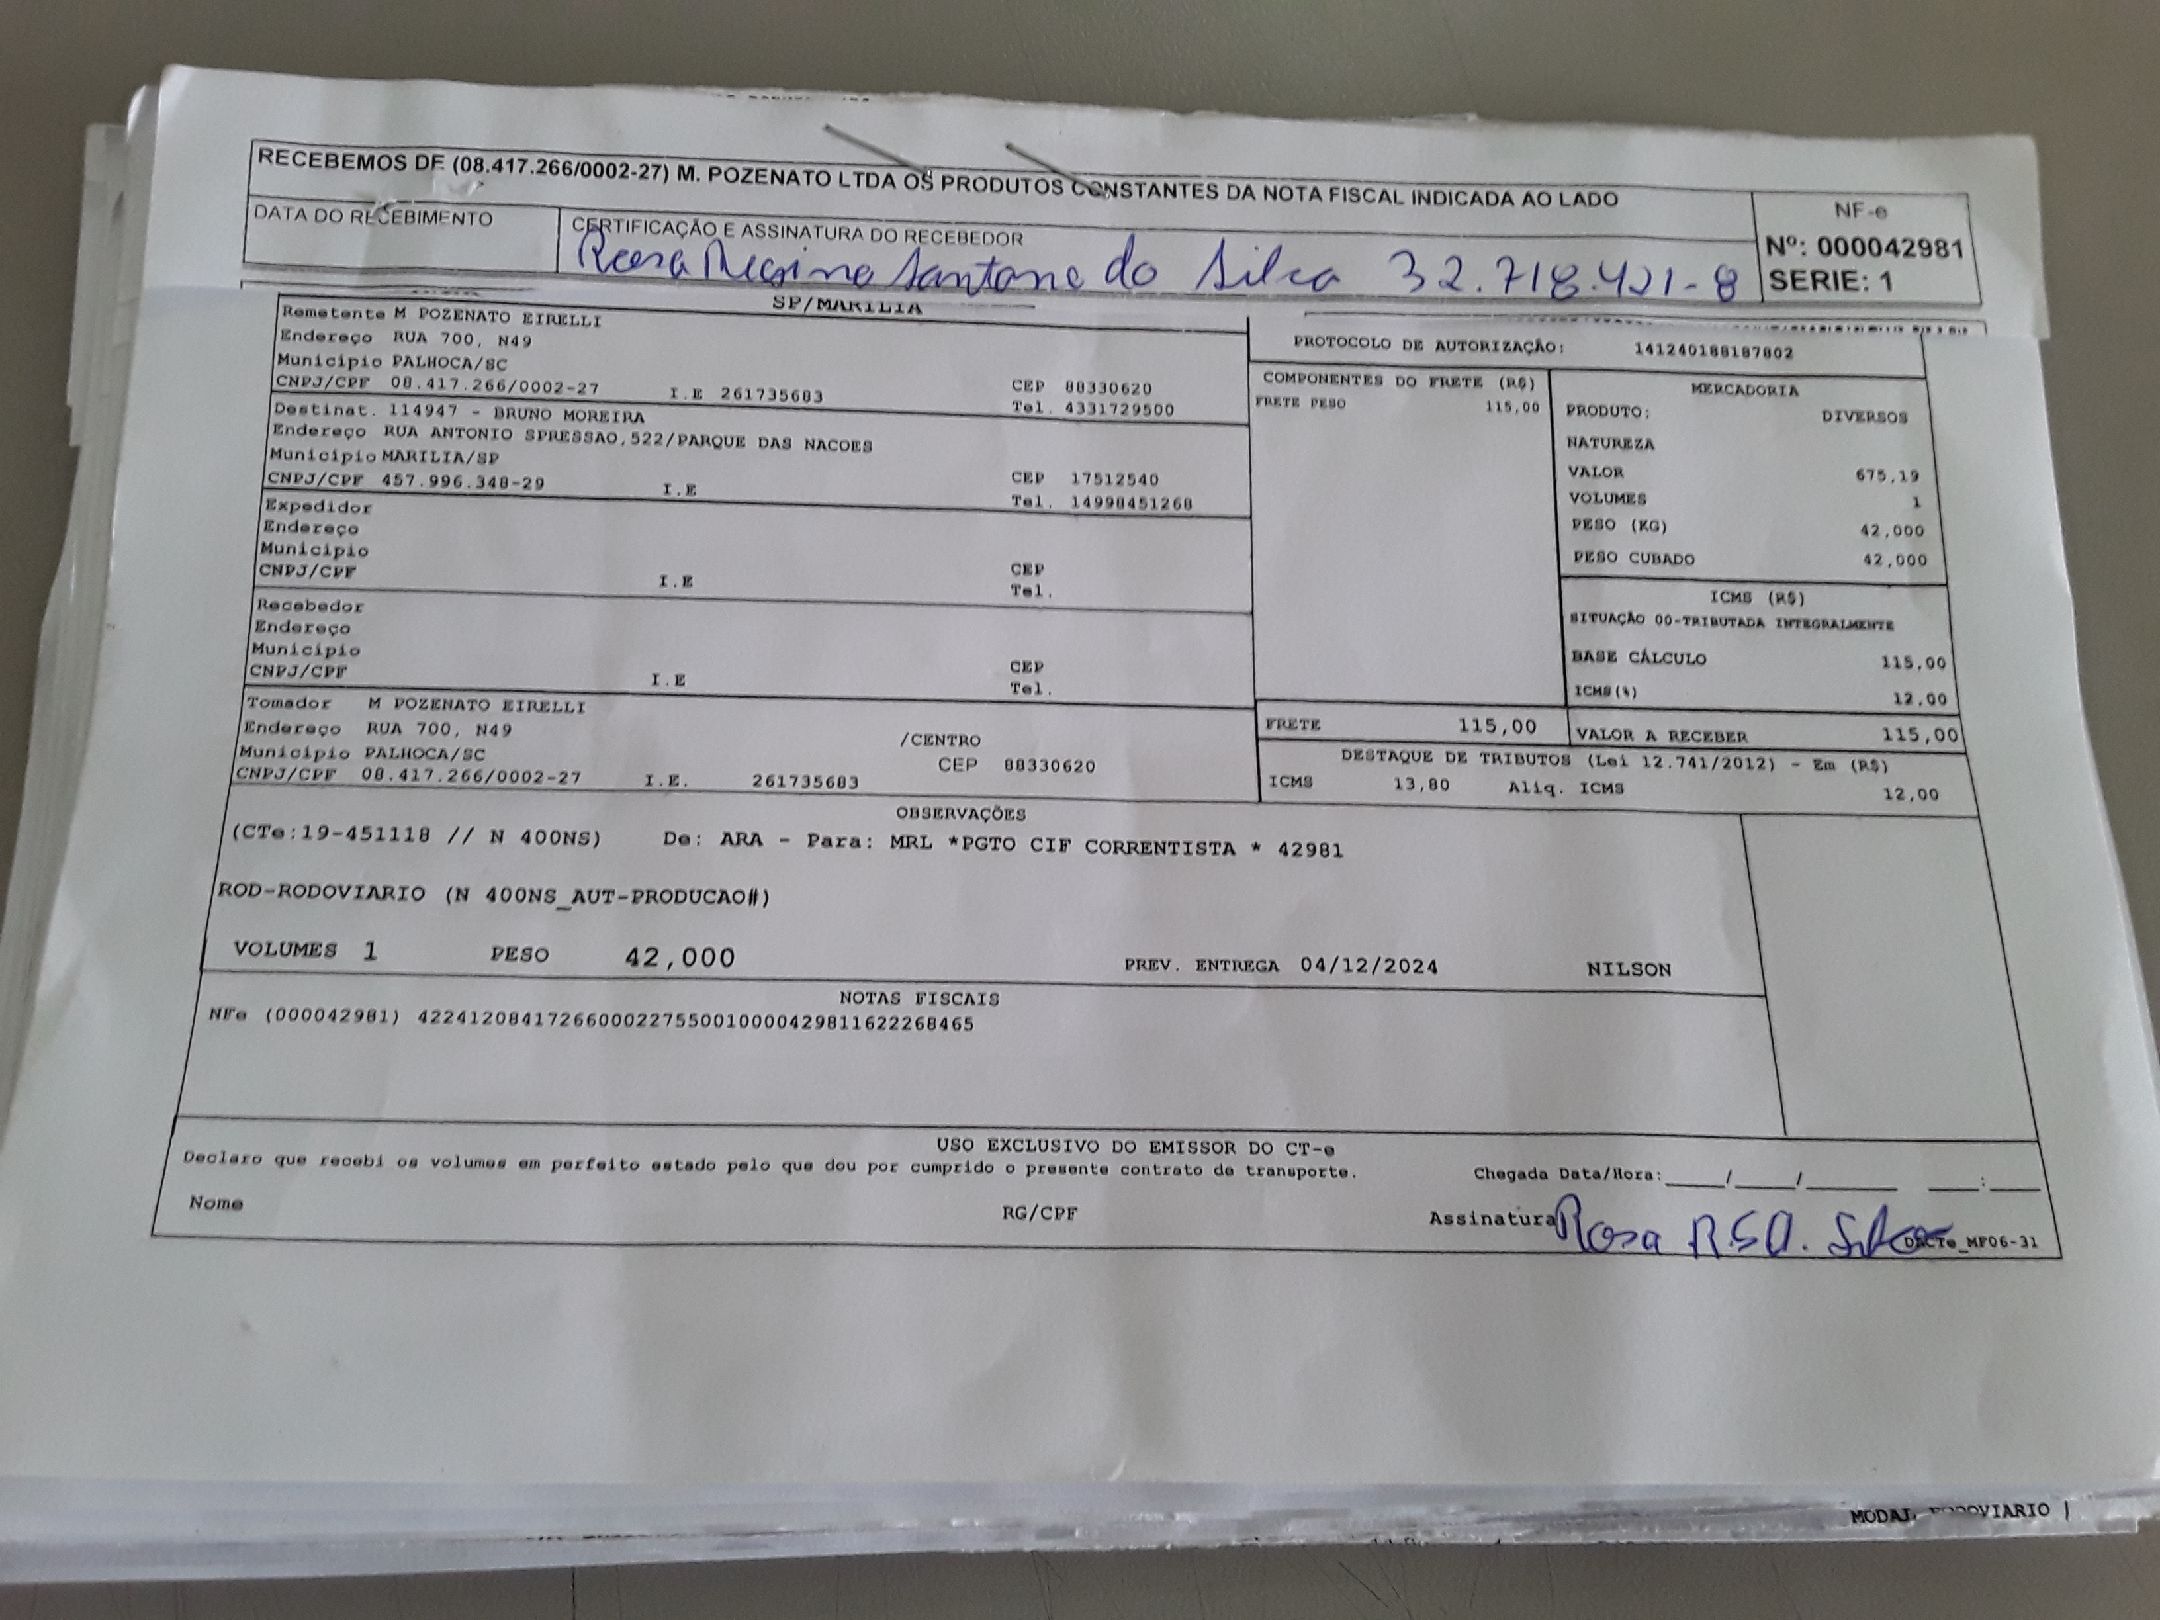 RECEBEMOS DE (08.417.266/0002-27) M. POZENATO LTDA OS PRODUTOS CONSTANTES DA NOTA FISCAL INDICADA AO LADO
DATA DO RECEBIMENTO
CERTIFICAÇÃO E ASSINATURA DO RECEBEDOR
Rosa Regina Santana da Silva 32.718.421-8
NF-e
Nº: 000042981
SERIE: 1
SP/MARILIA
Remetente M POZENATO EIRELLI
Endereço RUA 700, N49
Municipio PALHOCA/SC
CNPJ/CPF 08.417.266/0002-27 I.E 261735683 CEP 88330620
Tel. 4331729500
Destinat. 114947 - BRUNO MOREIRA
Endereço RUA ANTONIO SPRESSAO,522/PARQUE DAS NACOES
Municipio MARILIA/SP
CNPJ/CPF 457.996.348-29 I.E CEP 17512540
Tel. 14998451268
Expedidor
Endereço
Municipio
CNPJ/CPF I.E CEP
Tel.
Recebedor
Endereço
Municipio
CNPJ/CPF I.E CEP
Tel.
Tomador M POZENATO EIRELLI
Endereço RUA 700, N49 /CENTRO
Municipio PALHOCA/SC CEP 88330620
CNPJ/CPF 08.417.266/0002-27 I.E. 261735683
PROTOCOLO DE AUTORIZAÇÃO: 141240188187802
COMPONENTES DO FRETE (R$)
FRETE PESO 115,00
MERCADORIA
PRODUTO: DIVERSOS
NATUREZA
VALOR 675,19
VOLUMES 1
PESO (KG) 42,000
PESO CUBADO 42,000
ICMS (R$)
SITUAÇÃO 00-TRIBUTADA INTEGRALMENTE
BASE CÁLCULO 115,00
ICMS(%) 12,00
FRETE 115,00
VALOR A RECEBER 115,00
DESTAQUE DE TRIBUTOS (Lei 12.741/2012) - Em (R$)
ICMS 13,80 Aliq. ICMS 12,00
OBSERVAÇÕES
(CTe:19-451118 // N 400NS) De: ARA - Para: MRL *PGTO CIF CORRENTISTA * 42981
ROD-RODOVIARIO (N 400NS_AUT-PRODUCAO#)
VOLUMES 1 PESO 42,000 PREV. ENTREGA 04/12/2024 NILSON
NOTAS FISCAIS
NFe (000042981) 42241208417266000227550010000429811622268465
USO EXCLUSIVO DO EMISSOR DO CT-e
Declaro que recebi os volumes em perfeito estado pelo que dou por cumprido o presente contrato de transporte.
Chegada Data/Hora:____/____/______ ___:___
Nome RG/CPF Assinatura Rosa R.S.D. Silva
DACTe_MF06-31
MODAL RODOVIARIO |